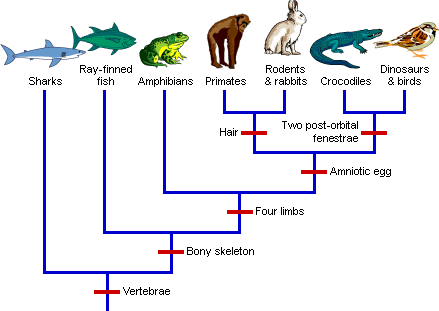 Sharks
Ray-finned
fish
Amphibians
Primates
Rodents
& rabbits
Crocodiles
Dinosaurs
& birds
Hair
Two post-orbital
fenestrae
Amniotic egg
Four limbs
Bony skeleton
Vertebrae